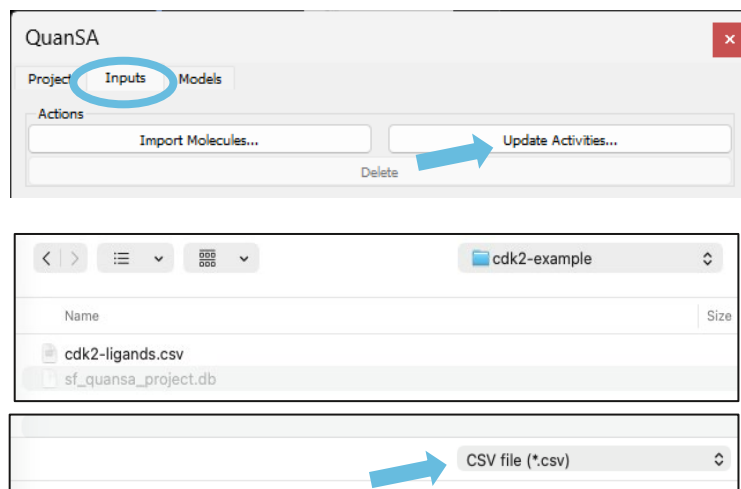 QuanSA
Project Inputs Models
Actions
Import Molecules... Update Activities...
Delete
cdk2-example
Name Size
cdk2-ligands.csv
sf_quansa_project.db
CSV file (*.csv)